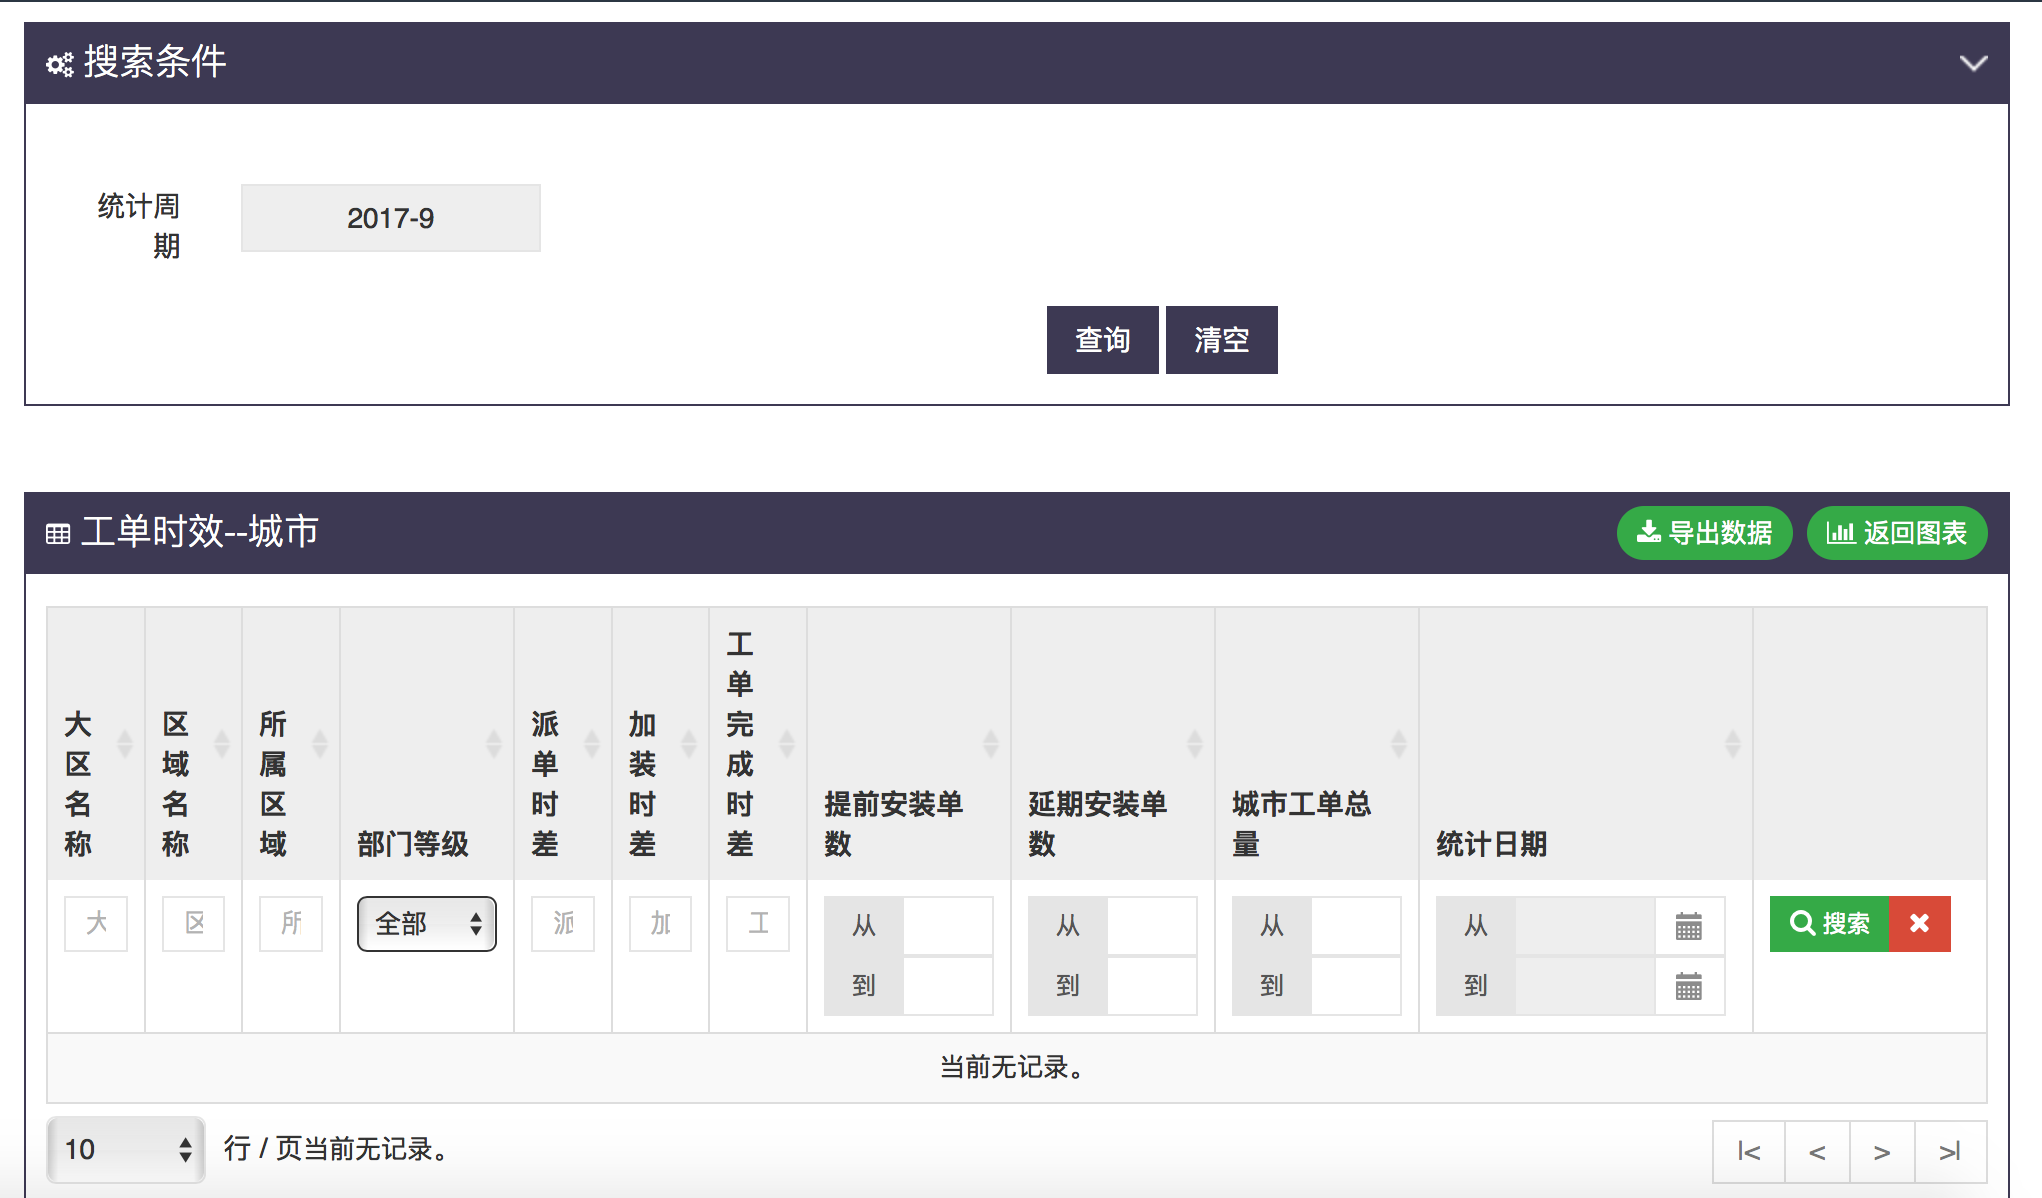 搜索条件
统计周
期
2017-9
查询
清空
工单时效--城市
导出数据
返回图表
大区名称
区域名称
所属区域
部门等级
派单时差
加装时差
工单完成时差
提前安装单
数
延期安装单
数
城市工单总
量
统计日期
大
区
所
全部
派
加
工
从
到
从
到
从
到
从
到
搜索
当前无记录。
10
行 / 页当前无记录。
|<
<
>
>|